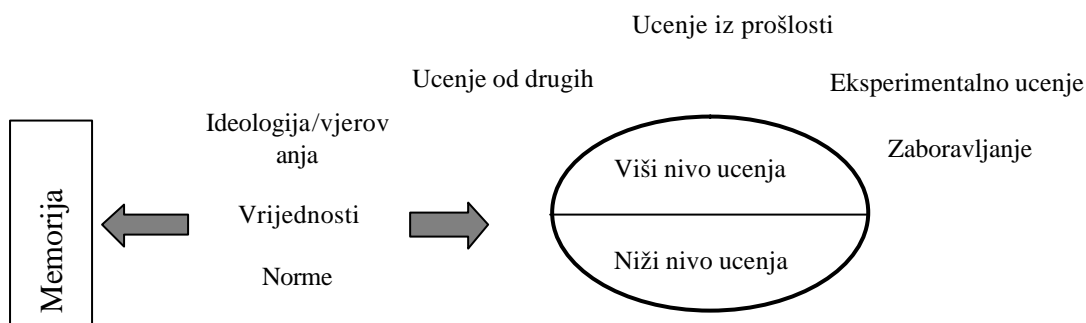 Ucenje iz prošlosti
Ucenje od drugih
Eksperimentalno ucenje
Ideologija/vjerov
anja
Zaboravljanje
Viši nivo ucenja
Memorija
Vrijednosti
Niži nivo ucenja
Norme